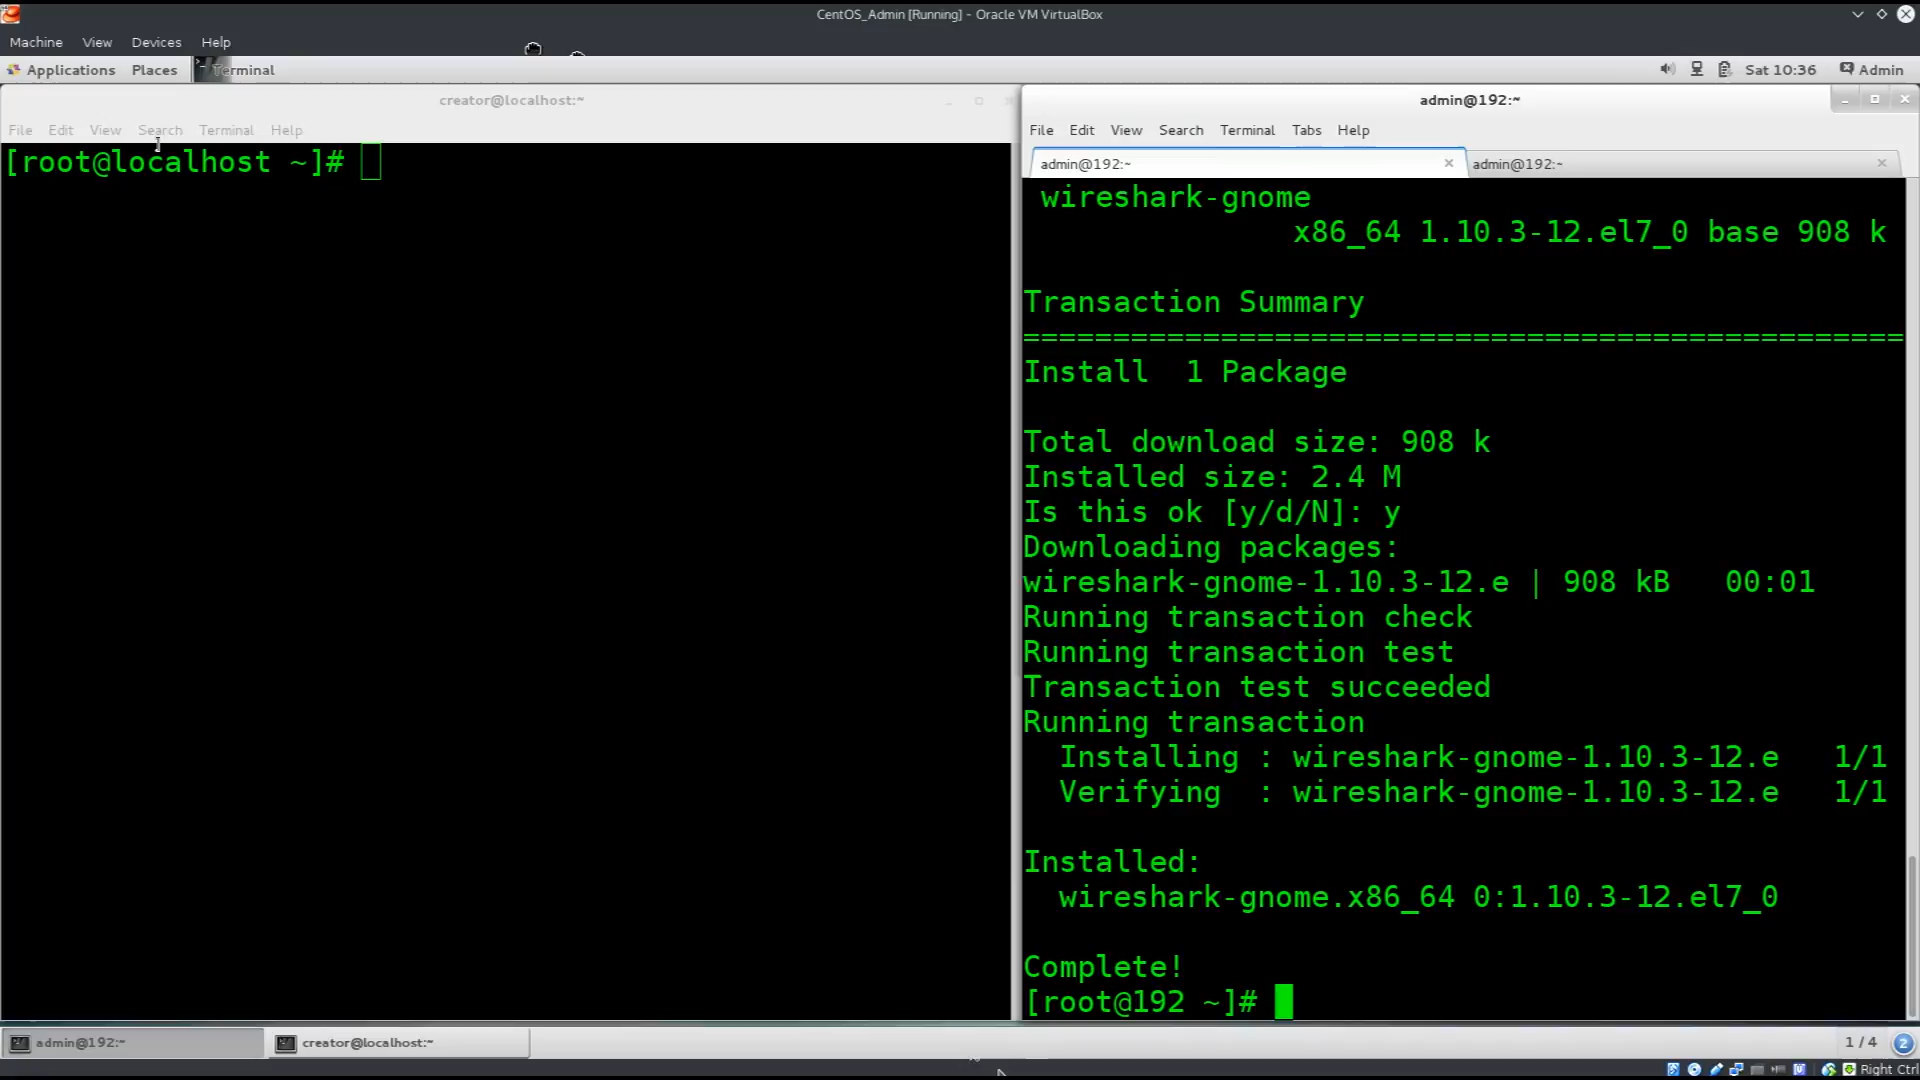 CentOS_Admin [Running] - Oracle VM VirtualBox
Machine View Devices Help
Applications Places Terminal
Sat 10:36 Admin
creator@localhost:~
File Edit View Search Terminal Help
[root@localhost ~]#
admin@192:~
File Edit View Search Terminal Tabs Help
admin@192:~ admin@192:~
wireshark-gnome
x86_64 1.10.3-12.el7_0 base 908 k
Transaction Summary
=================================================
Install 1 Package
Total download size: 908 k
Installed size: 2.4 M
Is this ok [y/d/N]: y
Downloading packages:
wireshark-gnome-1.10.3-12.e | 908 kB 00:01
Running transaction check
Running transaction test
Transaction test succeeded
Running transaction
Installing : wireshark-gnome-1.10.3-12.e 1/1
Verifying : wireshark-gnome-1.10.3-12.e 1/1
Installed:
wireshark-gnome.x86_64 0:1.10.3-12.el7_0
Complete!
[root@192 ~]#
admin@192:~ creator@localhost:~ 1 / 4 2
Right Ctrl